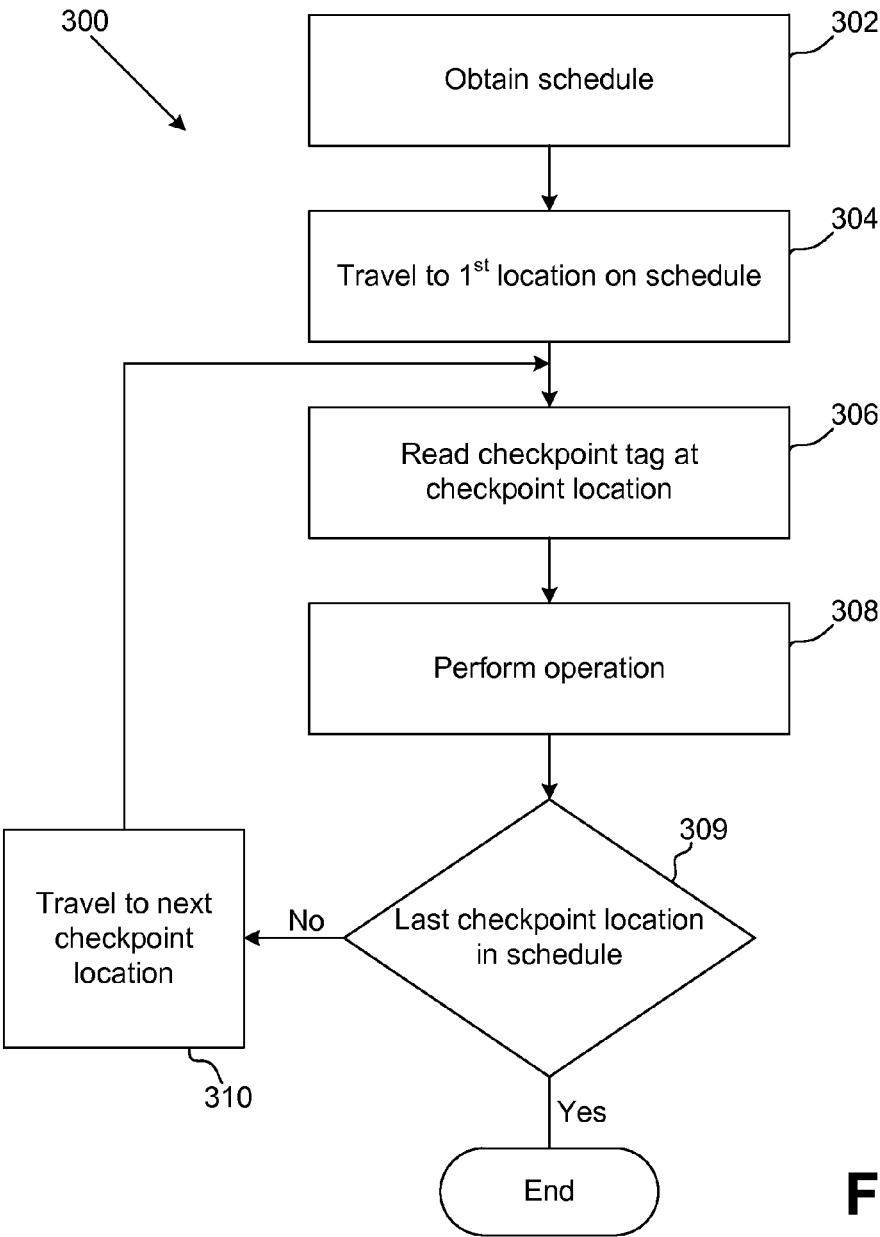 300
302
Obtain schedule
304
Travel to 1st location on schedule
306
Read checkpoint tag at
checkpoint location
308
Perform operation
309
Last checkpoint location
in schedule
No
Travel to next
checkpoint
location
310
Yes
End
F